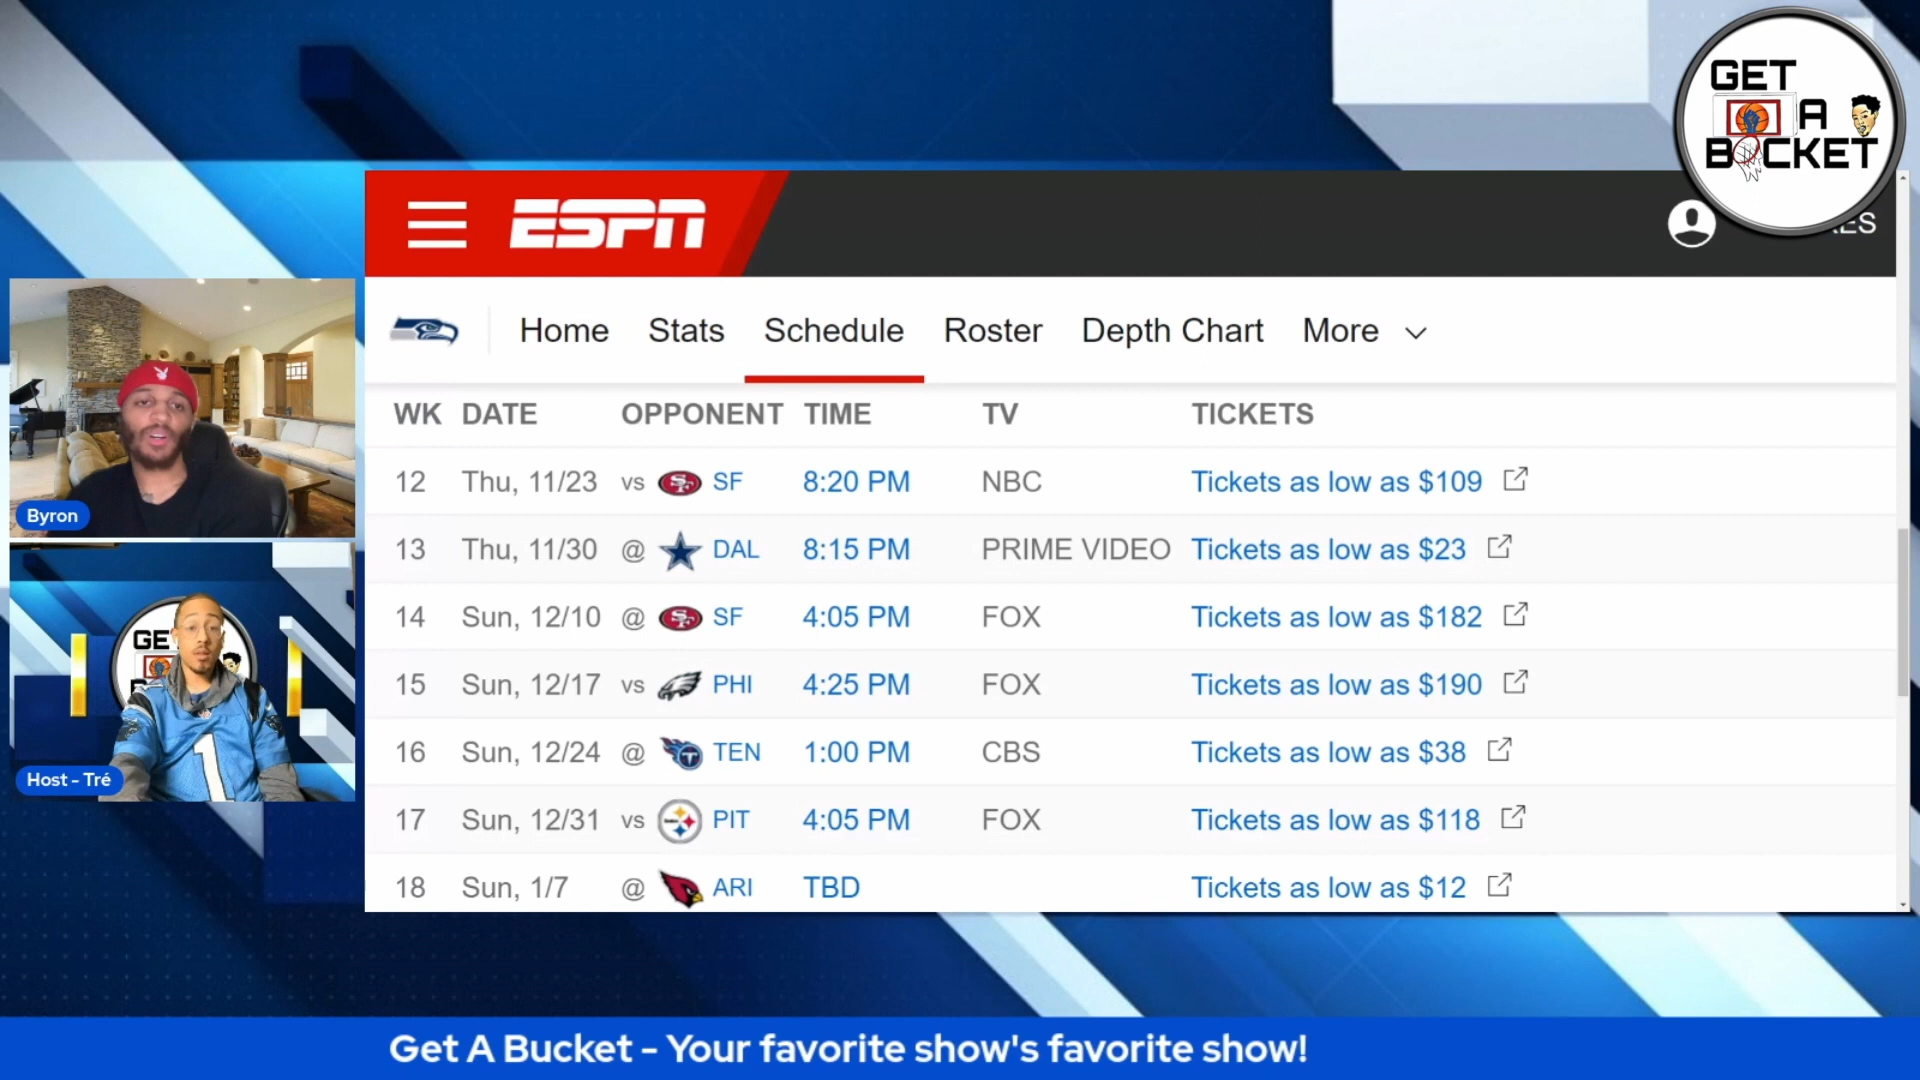 GET
A
BUCKET
ESPN
Home Stats Schedule Roster Depth Chart More
WK DATE OPPONENT TIME TV TICKETS
12 Thu, 11/23 vs SF 8:20 PM NBC Tickets as low as $109
13 Thu, 11/30 @ DAL 8:15 PM PRIME VIDEO Tickets as low as $23
14 Sun, 12/10 @ SF 4:05 PM FOX Tickets as low as $182
15 Sun, 12/17 vs PHI 4:25 PM FOX Tickets as low as $190
16 Sun, 12/24 @ TEN 1:00 PM CBS Tickets as low as $38
17 Sun, 12/31 vs PIT 4:05 PM FOX Tickets as low as $118
18 Sun, 1/7 @ ARI TBD Tickets as low as $12
Byron
1
Host - Tré
Get A Bucket - Your favorite show's favorite show!